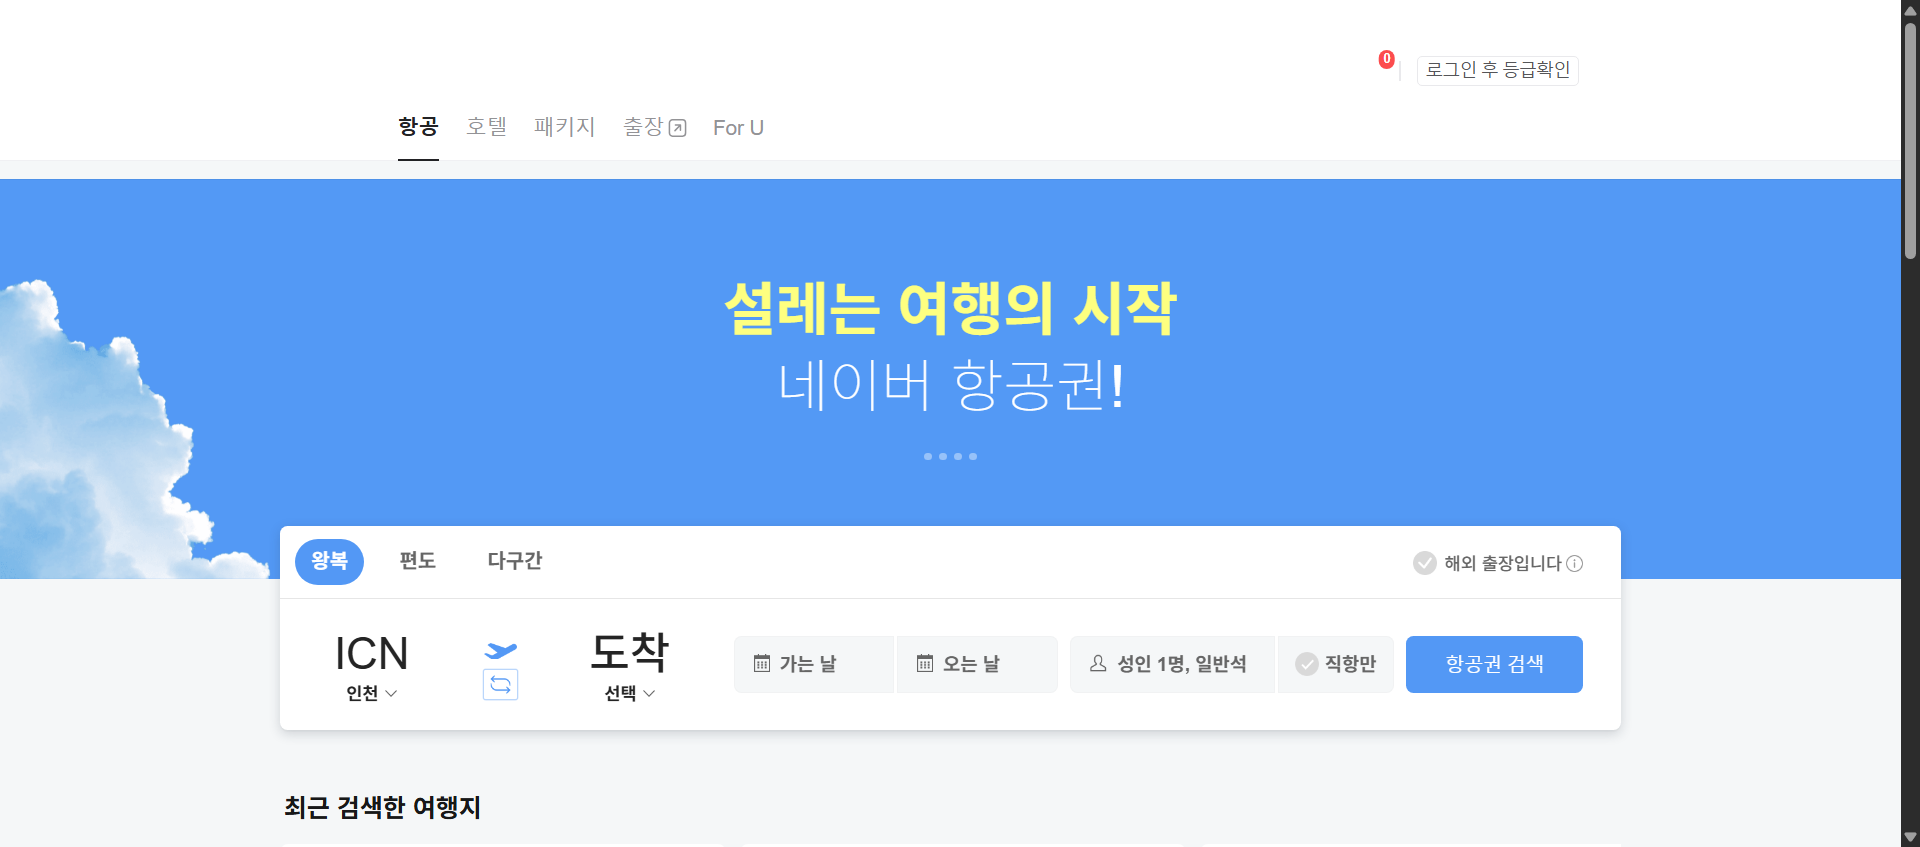 0
로그인 후 등급확인
항공 호텔 패키지 출장 For U
설레는 여행의 시작
네이버 항공권!
왕복 편도 다구간 해외 출장입니다
ICN 도착
인천 선택
가는 날 오는 날 성인 1명, 일반석 직항만 항공권 검색
최근 검색한 여행지